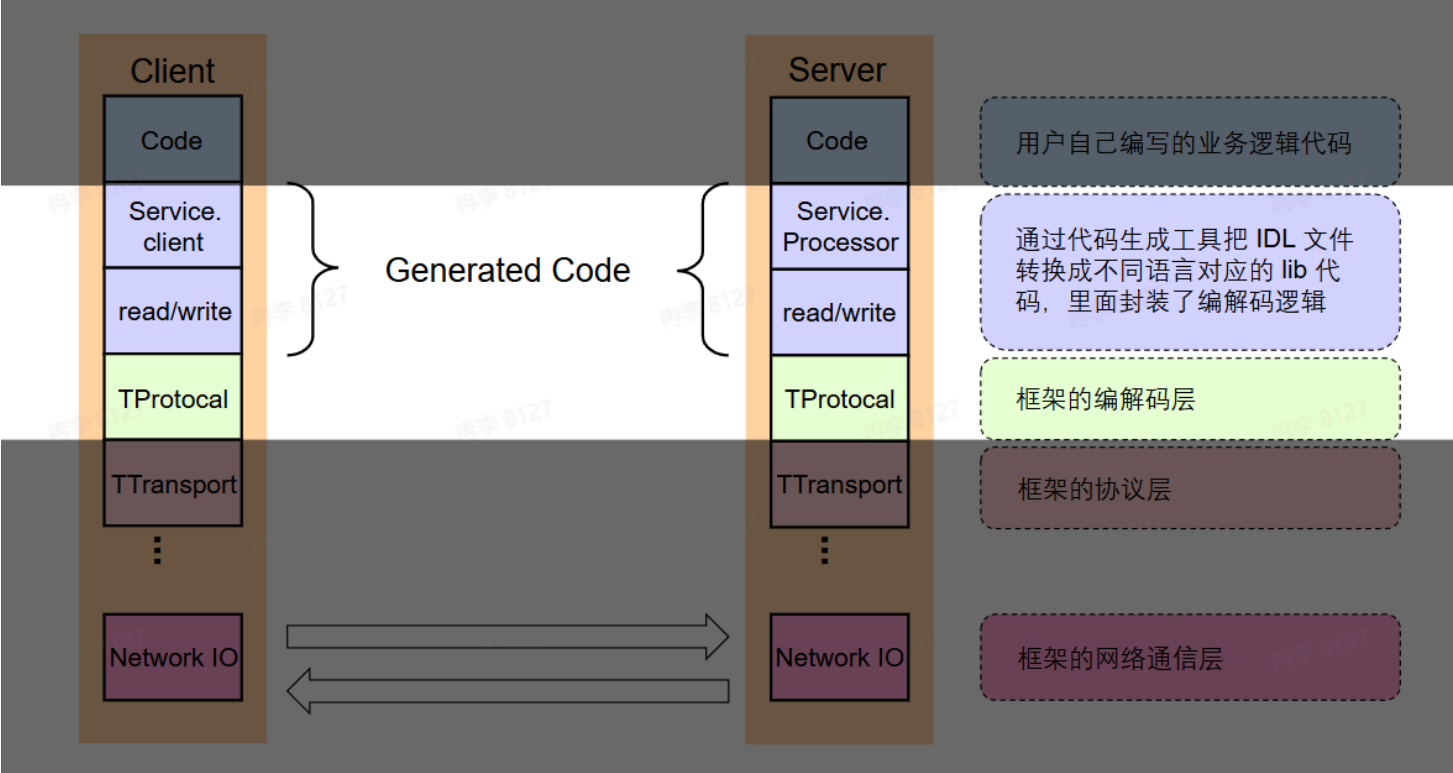 Client
Server
Code
Code
用户自己编写的业务逻辑代码
Service.
client
Service.
Processor
Generated Code
通过代码生成工具把 IDL 文件
转换成不同语言对应的 lib 代
码，里面封装了编解码逻辑
read/write
read/write
TProtocal
TProtocal
框架的编解码层
TTransport
TTransport
框架的协议层
Network IO
Network IO
框架的网络通信层
冉李 8127